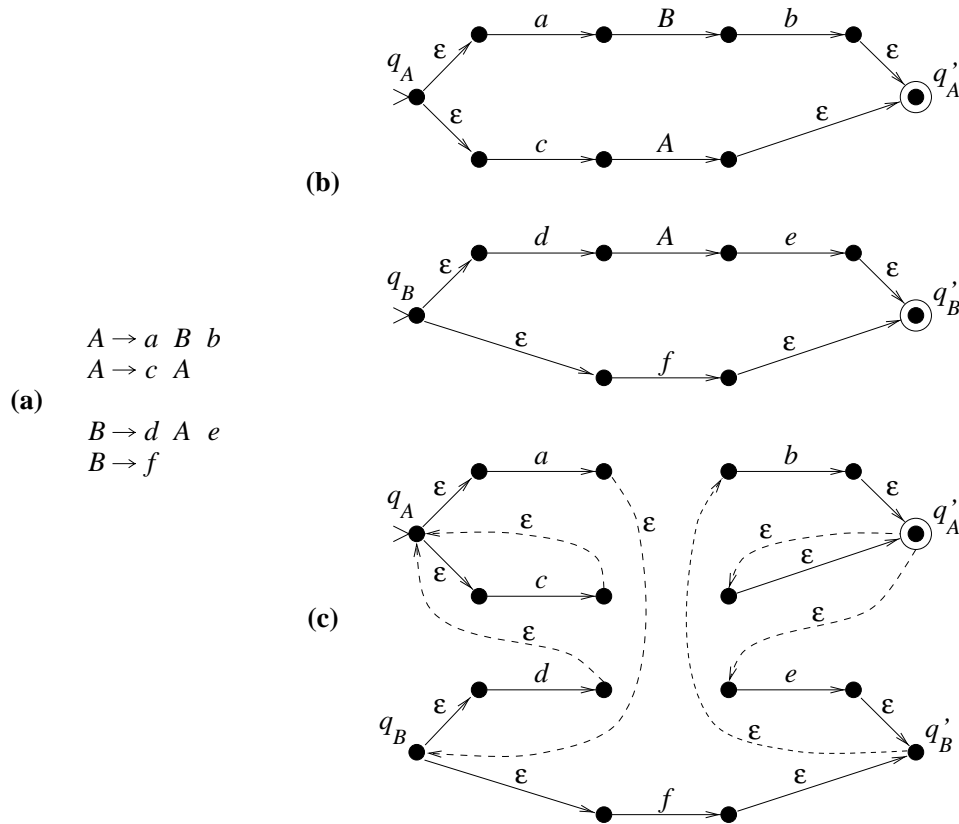 a B b
ε ε
q_A q'_A
ε ε
c A
(b)
d A e
ε ε
q_B q'_B
ε ε
f
A → a B b
A → c A
(a)
B → d A e
B → f
a b
ε ε
q_A ε q'_A
ε ε
ε c ε
(c)
ε ε
d e
ε ε
q_B ε q'_B
ε ε
f